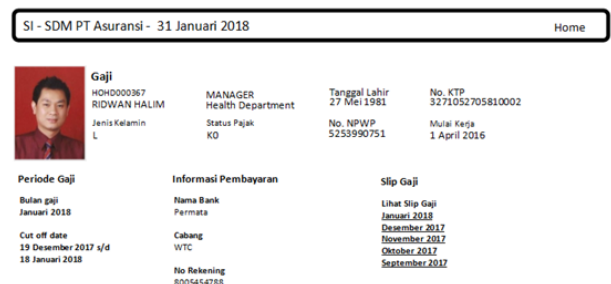 SI - SDM PT Asuransi - 31 Januari 2018
Home
Gaji
HOHD000367
RIDWAN HALIM
MANAGER
Health Department
Tanggal Lahir
27 Mei 1981
No. KTP
3271052705810002
Jenis Kelamin
L
Status Pajak
K0
No. NPWP
5253990751
Mulai Kerja
1 April 2016
Periode Gaji
Bulan gaji
Januari 2018
Cut off date
19 Desember 2017 s/d
18 Januari 2018
Informasi Pembayaran
Nama Bank
Permata
Cabang
WTC
No Rekening
8005454788
Slip Gaji
Lihat Slip Gaji
Januari 2018
Desember 2017
November 2017
Oktober 2017
September 2017